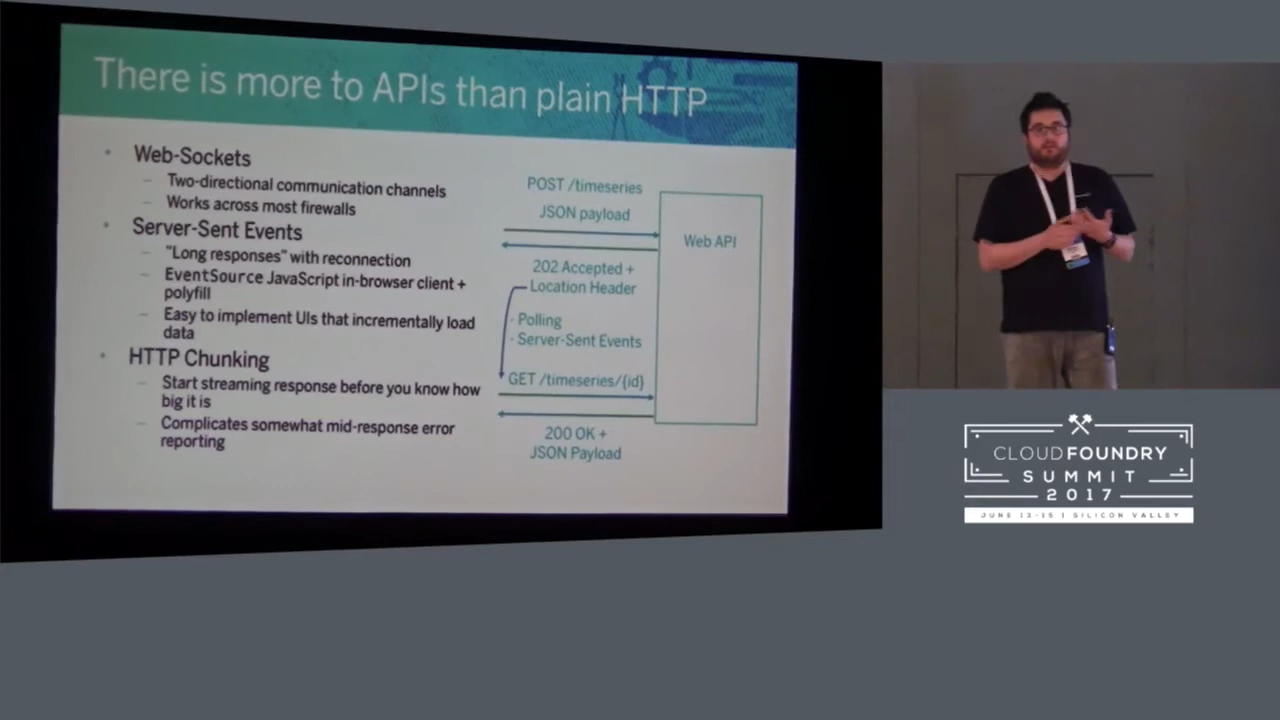 There is more to APIs than plain HTTP
• Web-Sockets
– Two-directional communication channels
– Works across most firewalls
• Server-Sent Events
– "Long responses" with reconnection
– EventSource JavaScript in-browser client +
polyfill
– Easy to implement UIs that incrementally load
data
• HTTP Chunking
– Start streaming response before you know how
big it is
– Complicates somewhat mid-response error
reporting
POST /timeseries
JSON payload
Web API
202 Accepted +
Location Header
- Polling
- Server-Sent Events
GET /timeseries/{id}
200 OK +
JSON Payload
CLOUD FOUNDRY
SUMMIT
2017
JUNE 13-15 | SILICON VALLEY